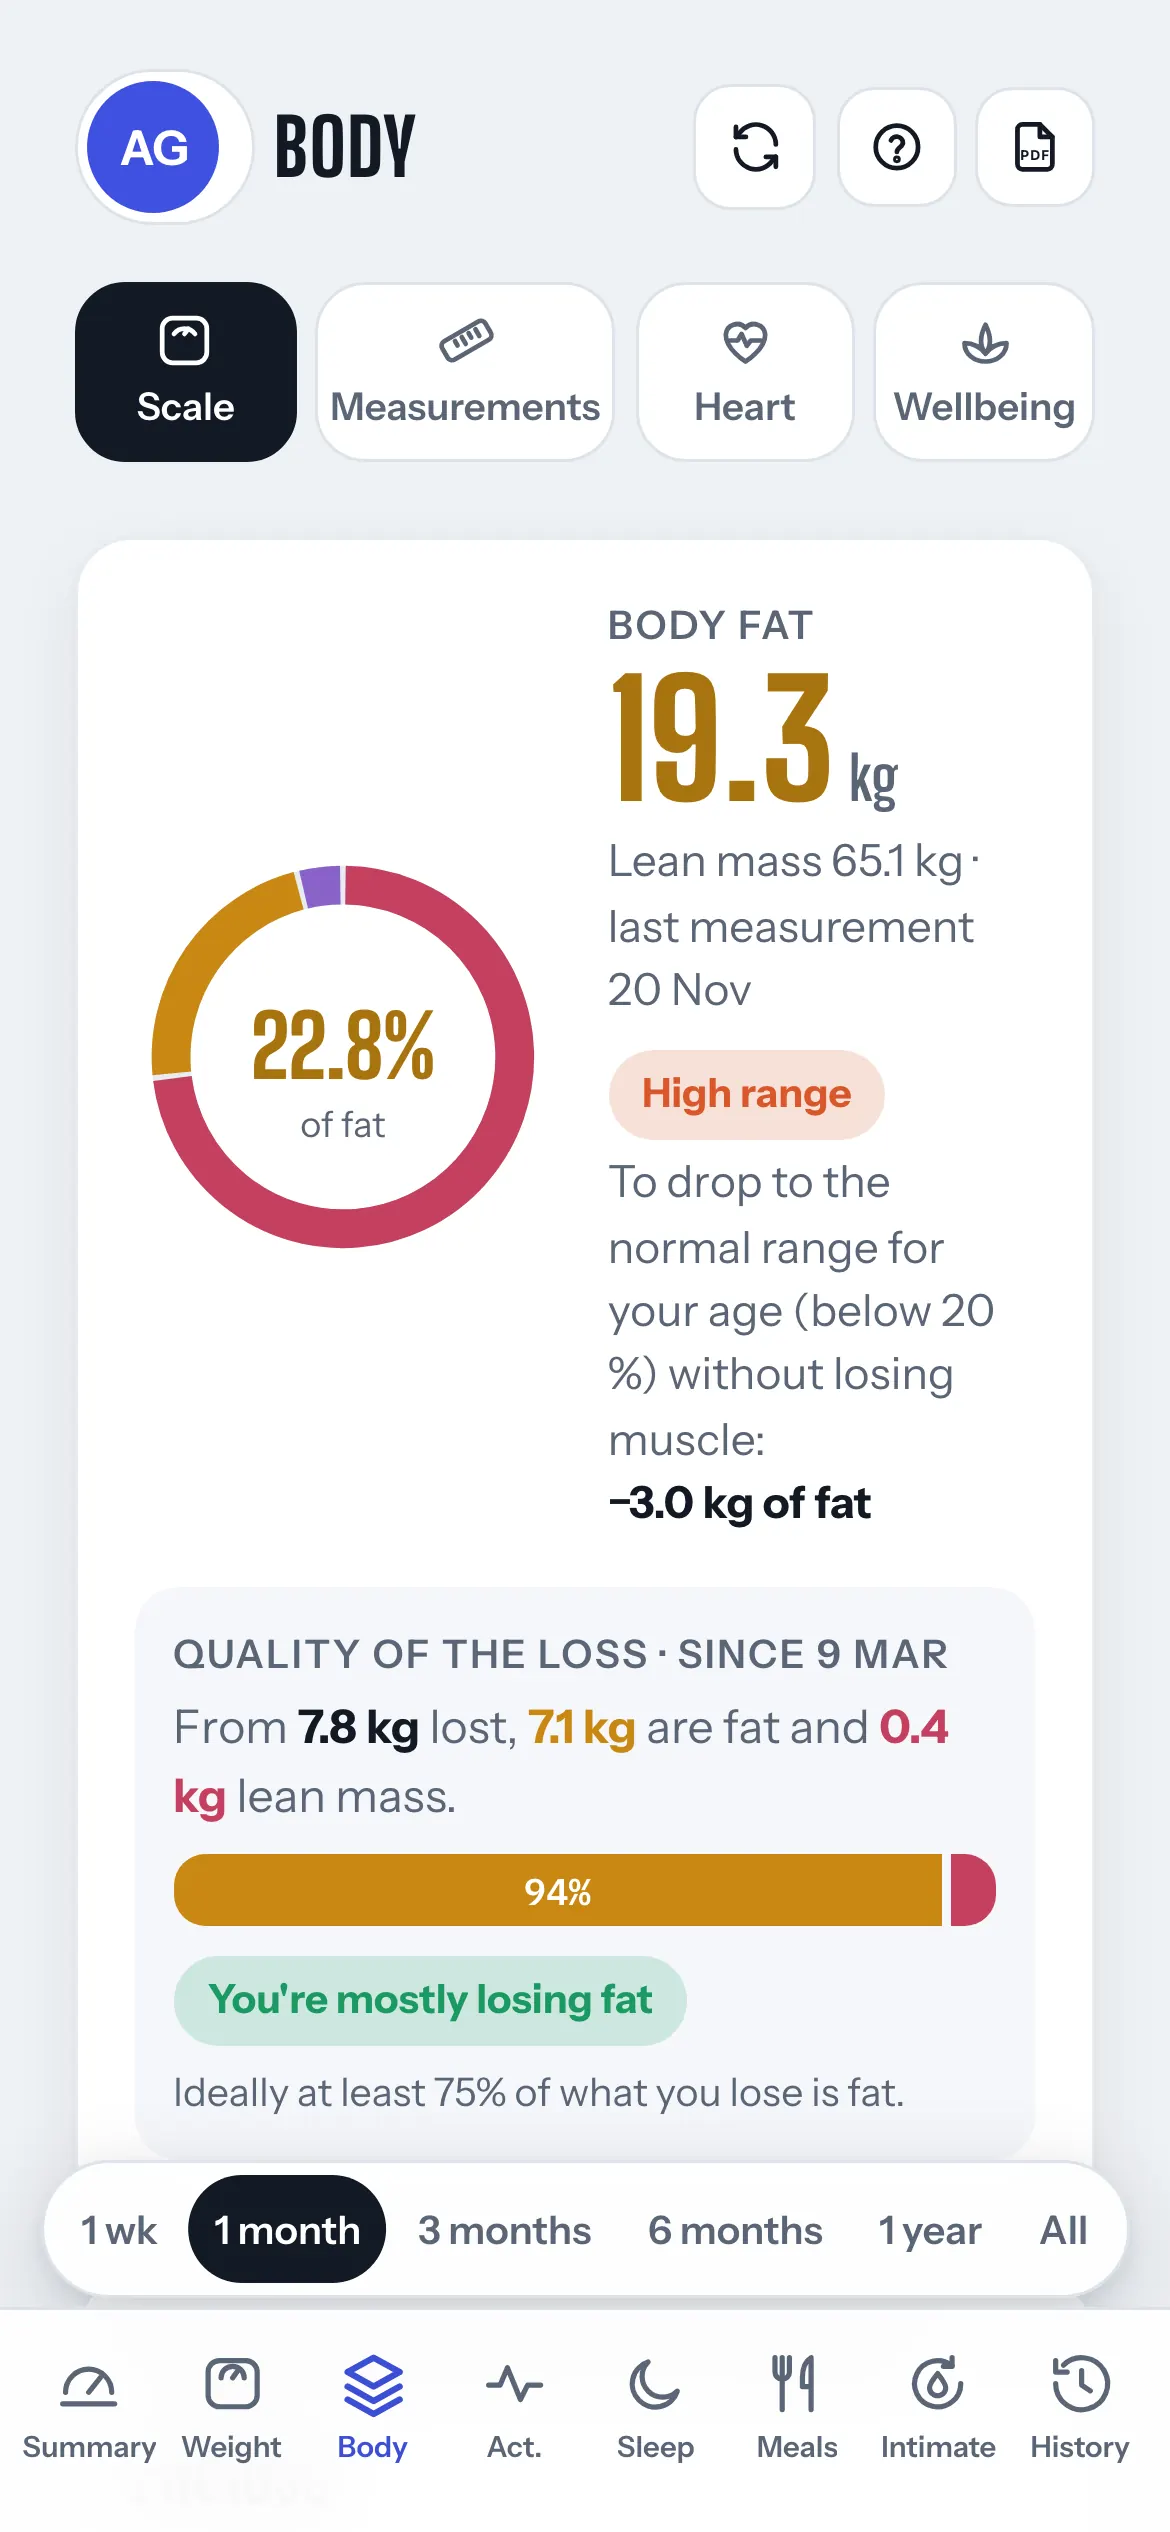 AG
BODY
PDF
Scale
Measurements
Heart
Wellbeing
BODY FAT
19.3 kg
Lean mass 65.1 kg ·
last measurement
20 Nov
22.8%
of fat
High range
To drop to the
normal range for
your age (below 20
%) without losing
muscle:
−3.0 kg of fat
QUALITY OF THE LOSS · SINCE 9 MAR
From 7.8 kg lost, 7.1 kg are fat and 0.4
kg lean mass.
94%
You're mostly losing fat
Ideally at least 75% of what you lose is fat.
1 wk
1 month
3 months
6 months
1 year
All
Summary
Weight
Body
Act.
Sleep
Meals
Intimate
History